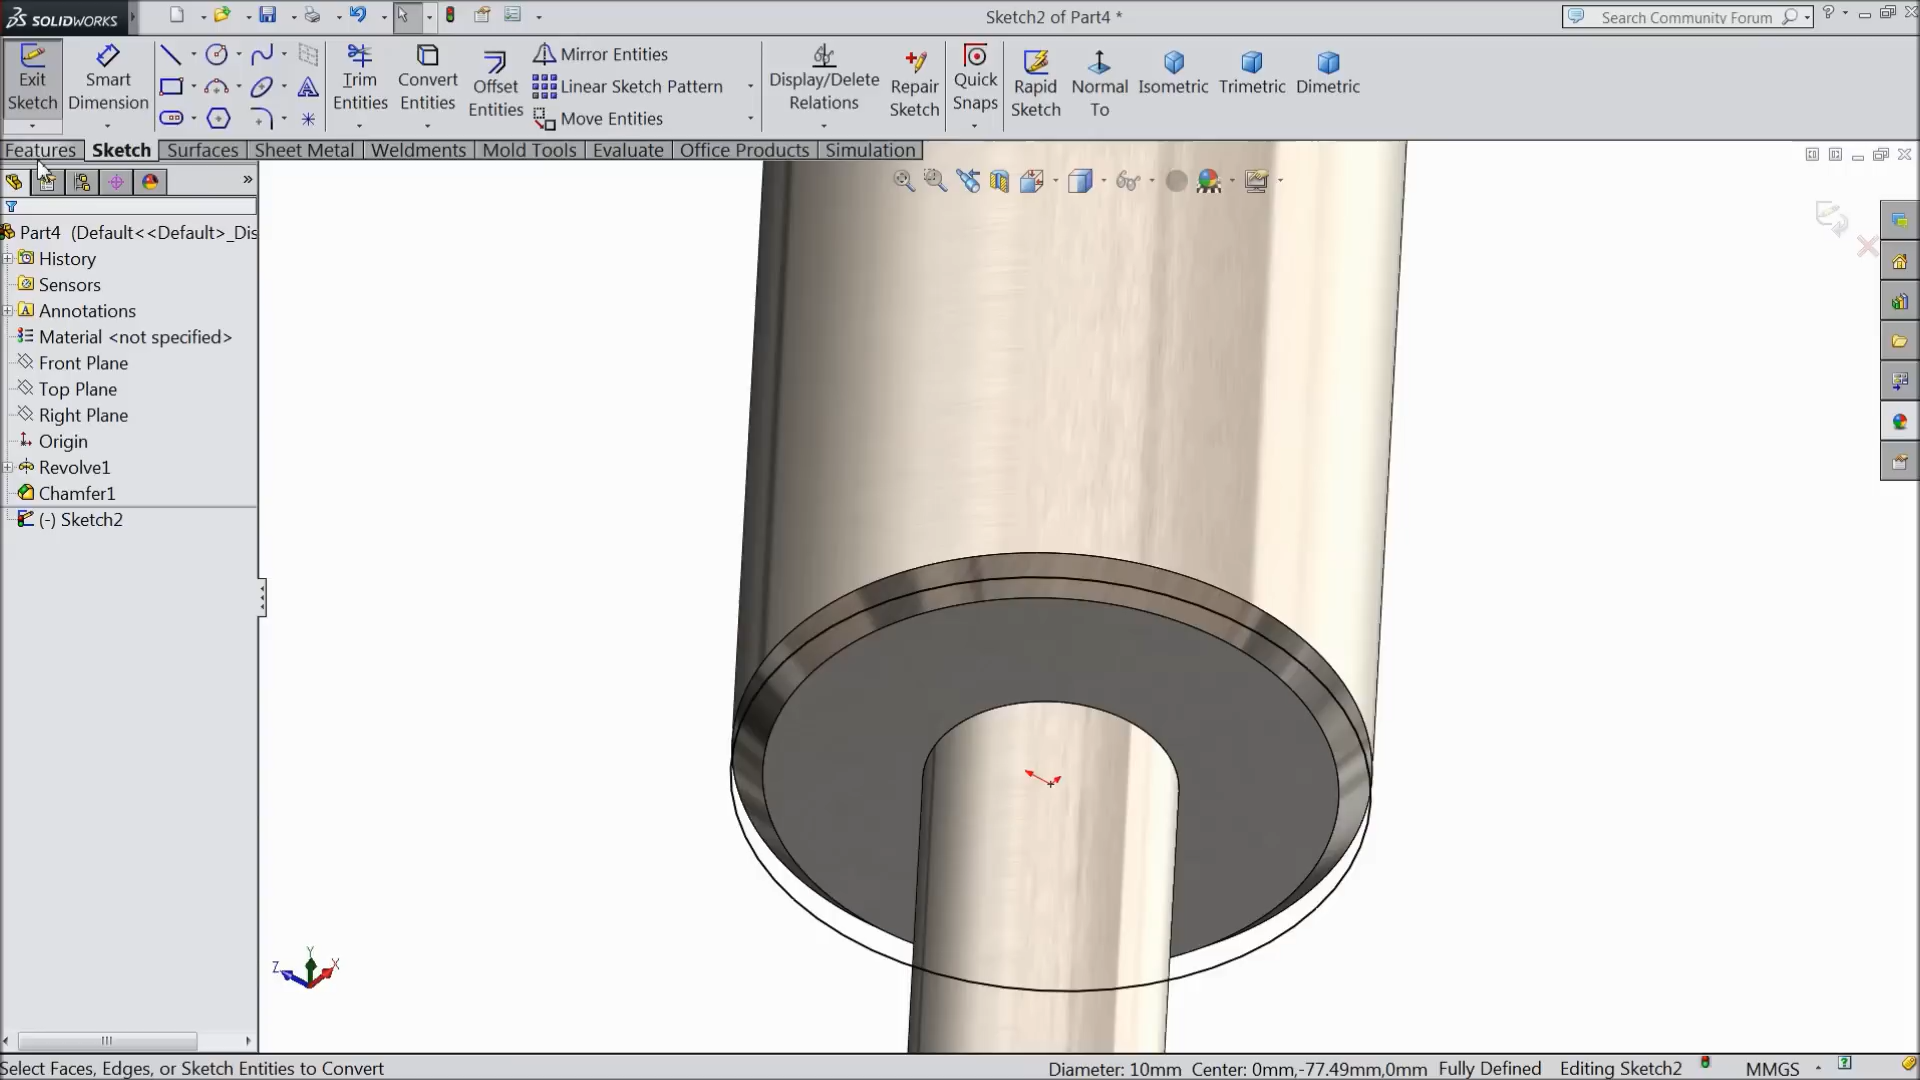 SOLIDWORKS
Sketch2 of Part4 *
Search Community Forum
?
Exit
Sketch
Smart
Dimension
Trim
Entities
Convert
Entities
Offset
Entities
Mirror Entities
Linear Sketch Pattern
Move Entities
Display/Delete
Relations
Repair
Sketch
Quick
Snaps
Rapid
Sketch
Normal
To
Isometric
Trimetric
Dimetric
Features
Sketch
Surfaces
Sheet Metal
Weldments
Mold Tools
Evaluate
Office Products
Simulation
»
Part4 (Default<<Default>_Dis
History
Sensors
Annotations
Material <not specified>
Front Plane
Top Plane
Right Plane
Origin
Revolve1
Chamfer1
(-) Sketch2
Y
Z
X
Select Faces, Edges, or Sketch Entities to Convert
Diameter: 10mm Center: 0mm,-77.49mm,0mm Fully Defined Editing Sketch2 MMGS ?